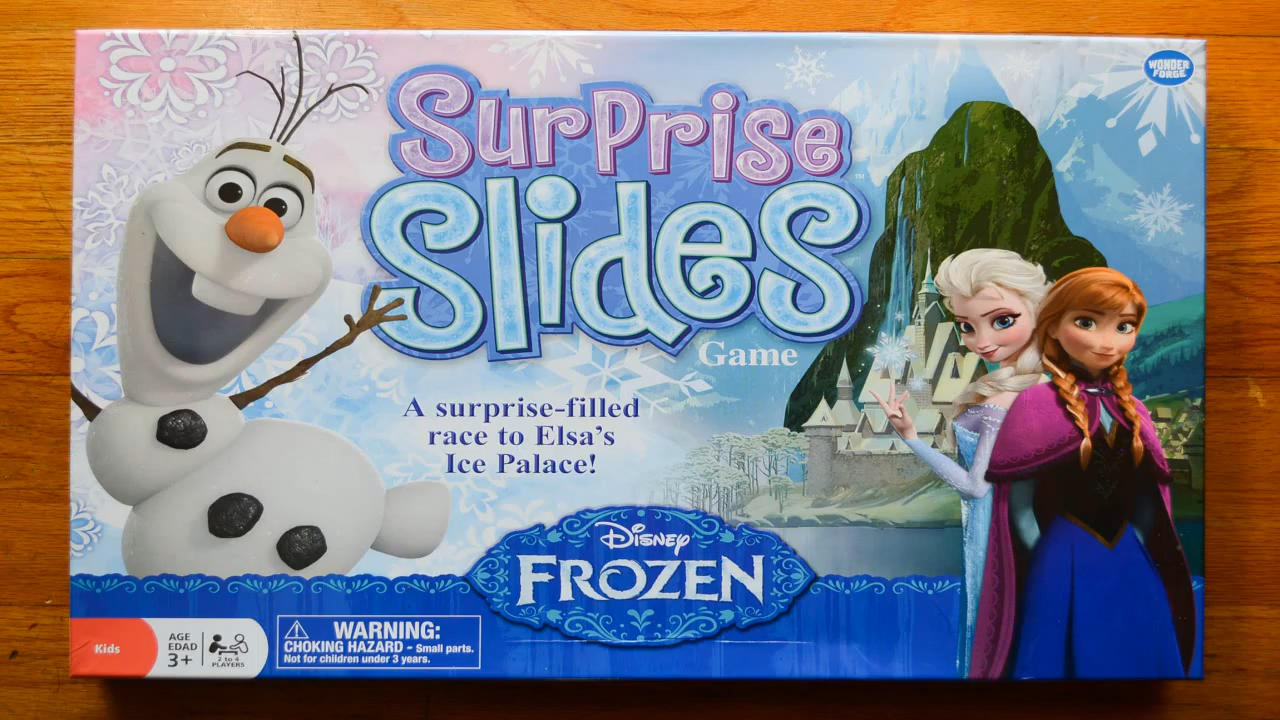 WONDER
FORGE
Surprise
Slides
™
Game
A surprise-filled
race to Elsa's
Ice Palace!
Disney
FROZEN
Kids
AGE
EDAD
3+
2 to 4
PLAYERS
WARNING:
CHOKING HAZARD - Small parts.
Not for children under 3 years.